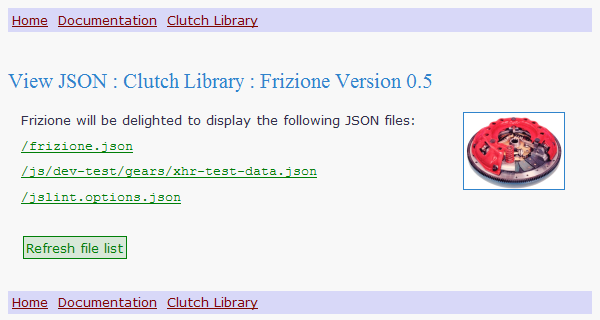 Home Documentation Clutch Library
View JSON : Clutch Library : Frizione Version 0.5
Frizione will be delighted to display the following JSON files:
/frizione.json
/js/dev-test/gears/xhr-test-data.json
/jslint.options.json
Refresh file list
Home Documentation Clutch Library